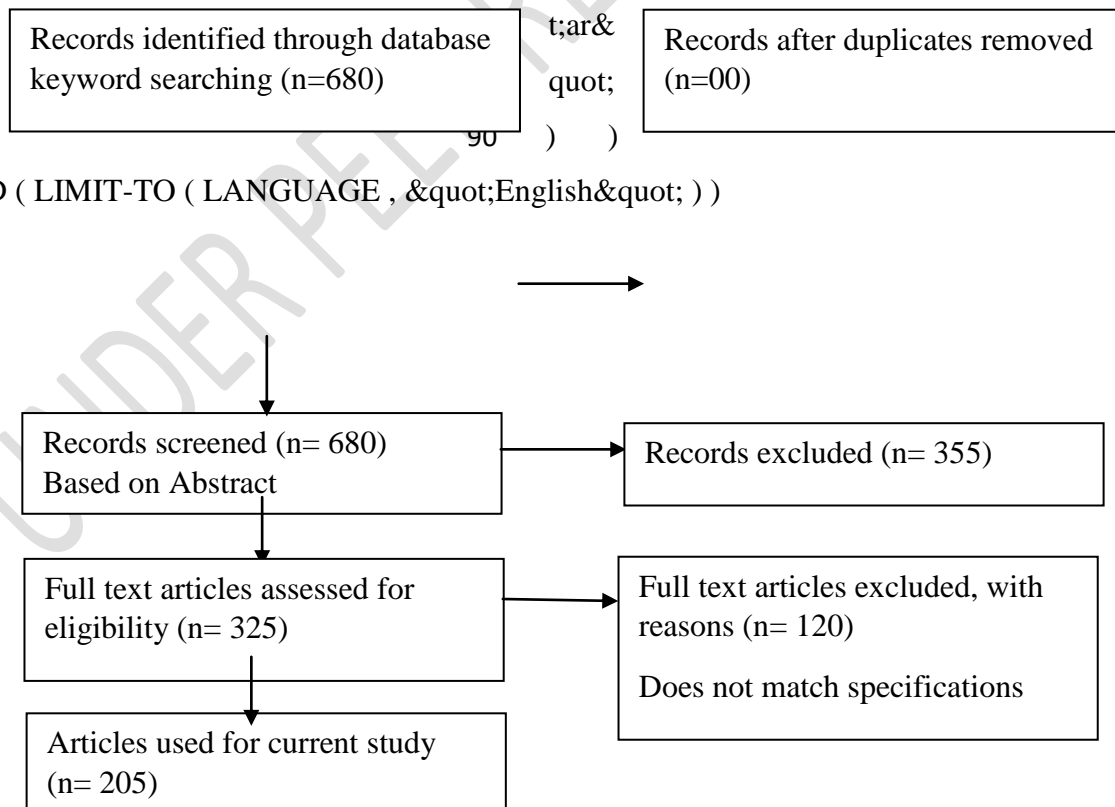 Records identified through database
keyword searching (n=680)
t;ar&
quot;
Records after duplicates removed
(n=00)
90 ) )
( LIMIT-TO ( LANGUAGE , &quot;English&quot; ) )
Records screened (n= 680)
Based on Abstract
Records excluded (n= 355)
Full text articles assessed for
eligibility (n= 325)
Full text articles excluded, with
reasons (n= 120)
Does not match specifications
Articles used for current study
(n= 205)
UNDER PEE